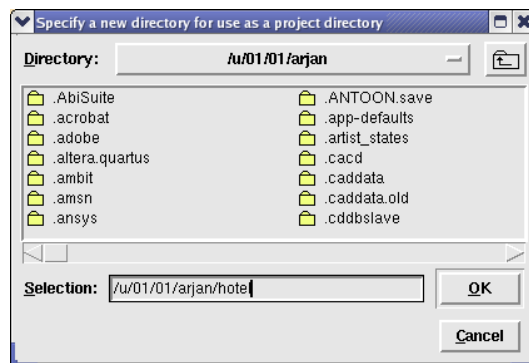 Specify a new directory for use as a project directory
Directory: /u/01/01/arjan
.AbiSuite .ANTOON.save
.acrobat .app-defaults
.adobe .artist_states
.altera.quartus .cacd
.ambit .caddata
.amsn .caddata.old
.ansys .cddbslave
Selection: /u/01/01/arjan/hotel OK
Cancel